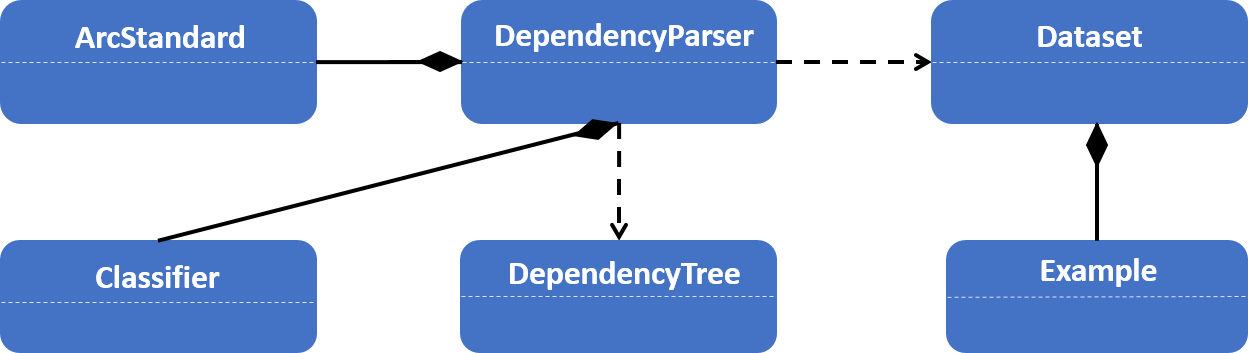 ArcStandard
DependencyParser
Dataset
Classifier
DependencyTree
Example